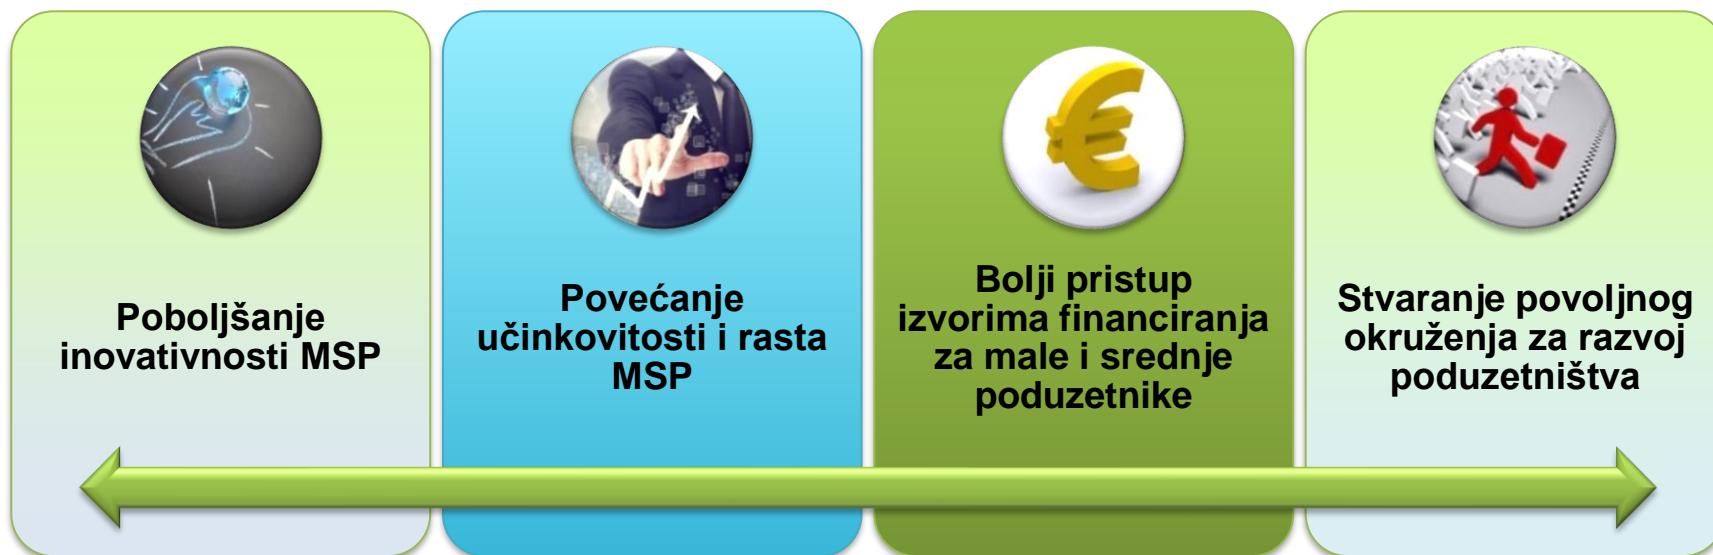 Poboljšanje
inovativnosti MSP
Povećanje
učinkovitosti i rasta
MSP
Bolji pristup
izvorima financiranja
za male i srednje
poduzetnike
Stvaranje povoljnog
okruženja za razvoj
poduzetništva